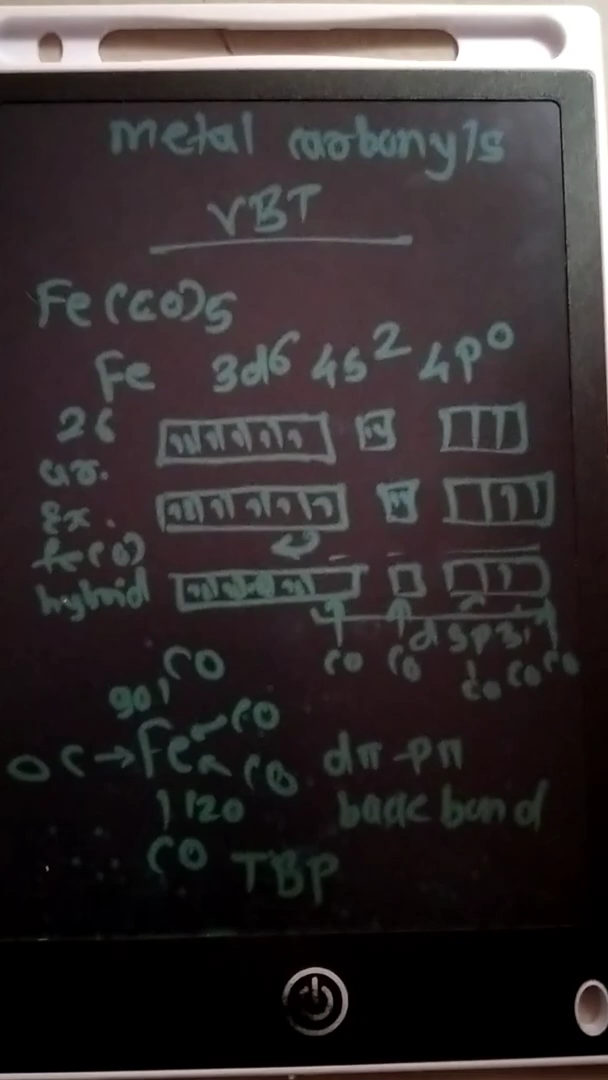 metal carbonyls
VBT
Fe(CO)5
Fe 3d6 4s2 4p0
26
Gr.
Ex.
Fe(0)
hybrid
dsp3
CO CO CO CO CO
90, CO
OC→Fe CO
CO dπ-pπ
120 back bond
CO TBP